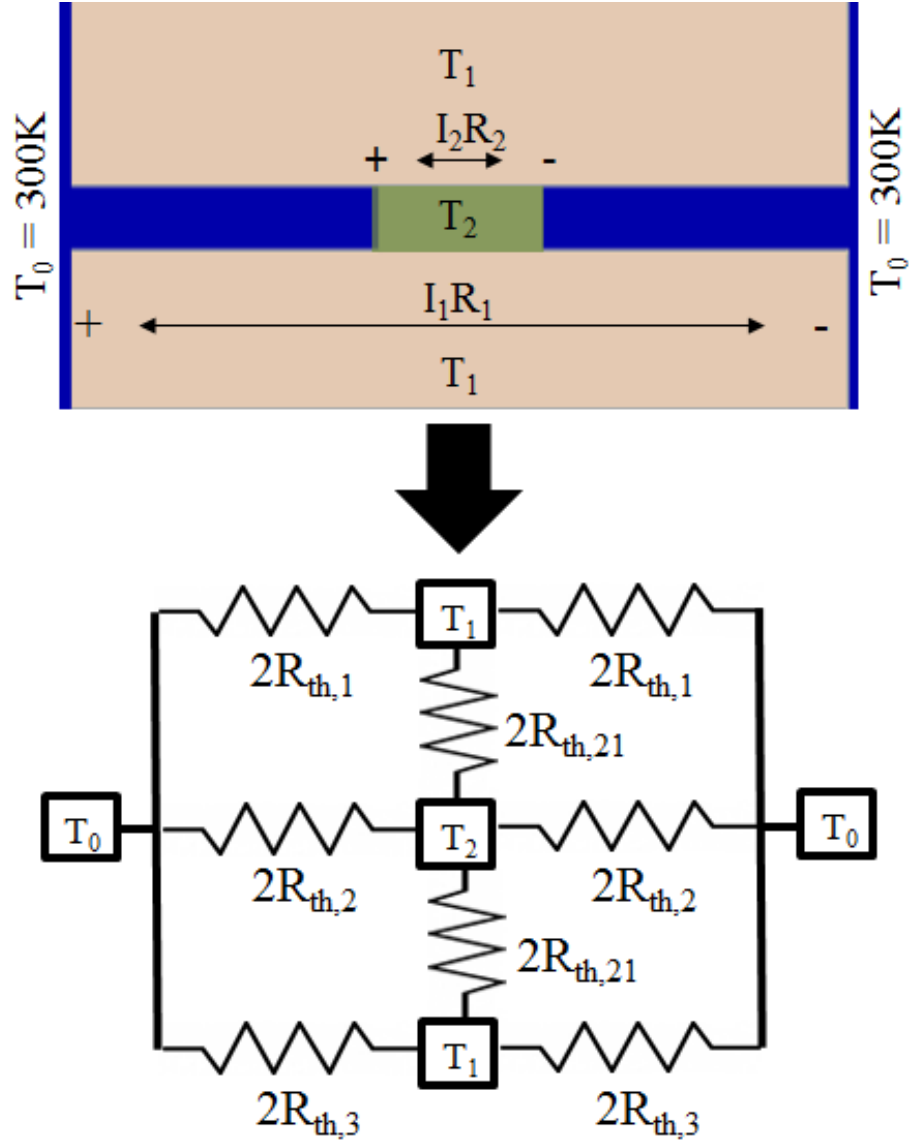 T₁
I₂R₂
+ -
T₀ = 300K
T₂
T₀ = 300K
I₁R₁
+ -
T₁
T₁
2Rth,1 2Rth,1
2Rth,21
T₀ T₂ T₀
2Rth,2 2Rth,2
2Rth,21
T₁
2Rth,3 2Rth,3